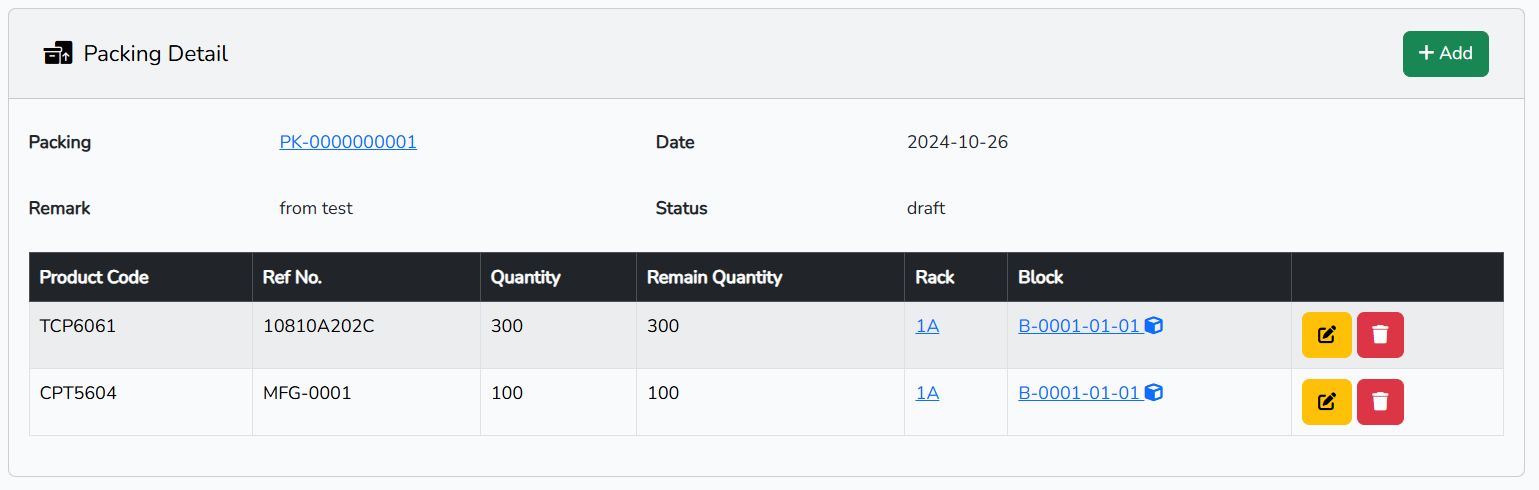 Packing Detail
+ Add
Packing PK-0000000001 Date 2024-10-26
Remark from test Status draft
Product Code Ref No. Quantity Remain Quantity Rack Block
TCP6061 10810A202C 300 300 1A B-0001-01-01
CPT5604 MFG-0001 100 100 1A B-0001-01-01